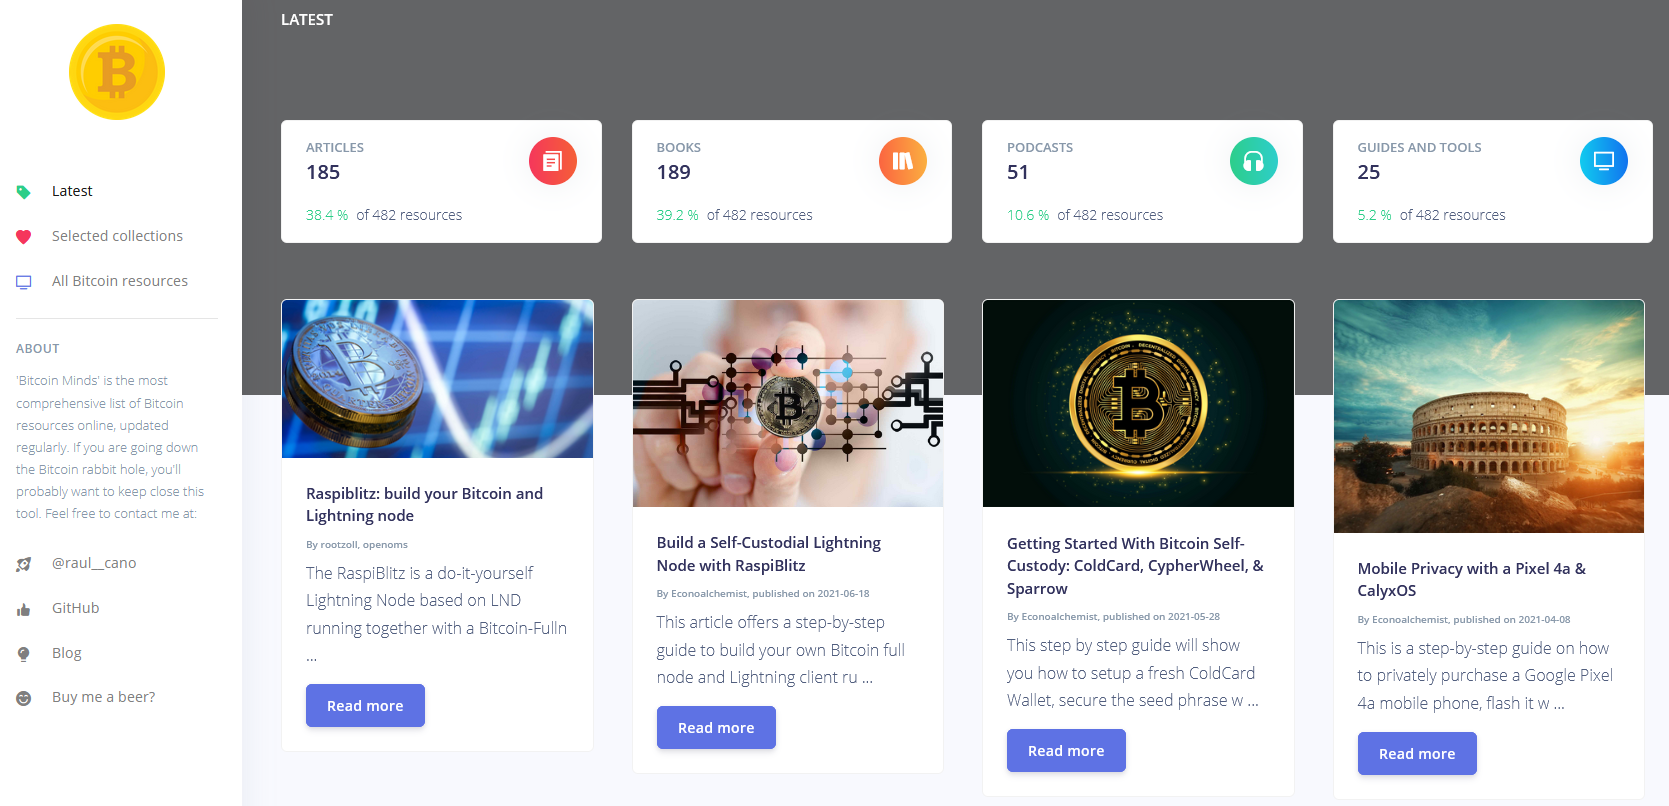 LATEST
ARTICLES
185
38.4 % of 482 resources
BOOKS
189
39.2 % of 482 resources
PODCASTS
51
10.6 % of 482 resources
GUIDES AND TOOLS
25
5.2 % of 482 resources
Latest
Selected collections
All Bitcoin resources
ABOUT
'Bitcoin Minds' is the most
comprehensive list of Bitcoin
resources online, updated
regularly. If you are going down
the Bitcoin rabbit hole, you'll
probably want to keep close this
tool. Feel free to contact me at:
@raul__cano
GitHub
Blog
Buy me a beer?
Raspiblitz: build your Bitcoin and
Lightning node
By rootzoll, openoms
The RaspiBlitz is a do-it-yourself
Lightning Node based on LND
running together with a Bitcoin-Fulln
...
Read more
Build a Self-Custodial Lightning
Node with RaspiBlitz
By Econoalchemist, published on 2021-06-18
This article offers a step-by-step
guide to build your own Bitcoin full
node and Lightning client ru ...
Read more
Getting Started With Bitcoin Self-
Custody: ColdCard, CypherWheel, &
Sparrow
By Econoalchemist, published on 2021-05-28
This step by step guide will show
you how to setup a fresh ColdCard
Wallet, secure the seed phrase w ...
Read more
Mobile Privacy with a Pixel 4a &
CalyxOS
By Econoalchemist, published on 2021-04-08
This is a step-by-step guide on how
to privately purchase a Google Pixel
4a mobile phone, flash it w ...
Read more